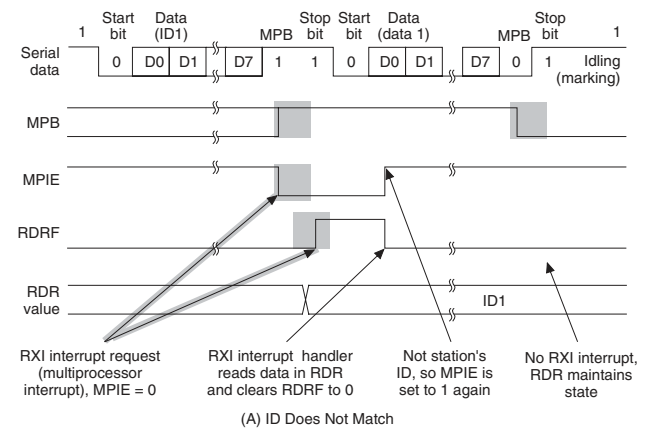 1 Start bit Data (ID1) MPB Stop bit Start bit Data (data 1) MPB Stop bit 1
Serial data 0 D0 D1 D7 1 1 0 D0 D1 D7 0 1 Idling (marking)
MPB
MPIE
RDRF
RDR value ID1
RXI interrupt request
(multiprocessor
interrupt), MPIE = 0
RXI interrupt handler
reads data in RDR
and clears RDRF to 0
Not station's
ID, so MPIE is
set to 1 again
No RXI interrupt,
RDR maintains
state
(A) ID Does Not Match